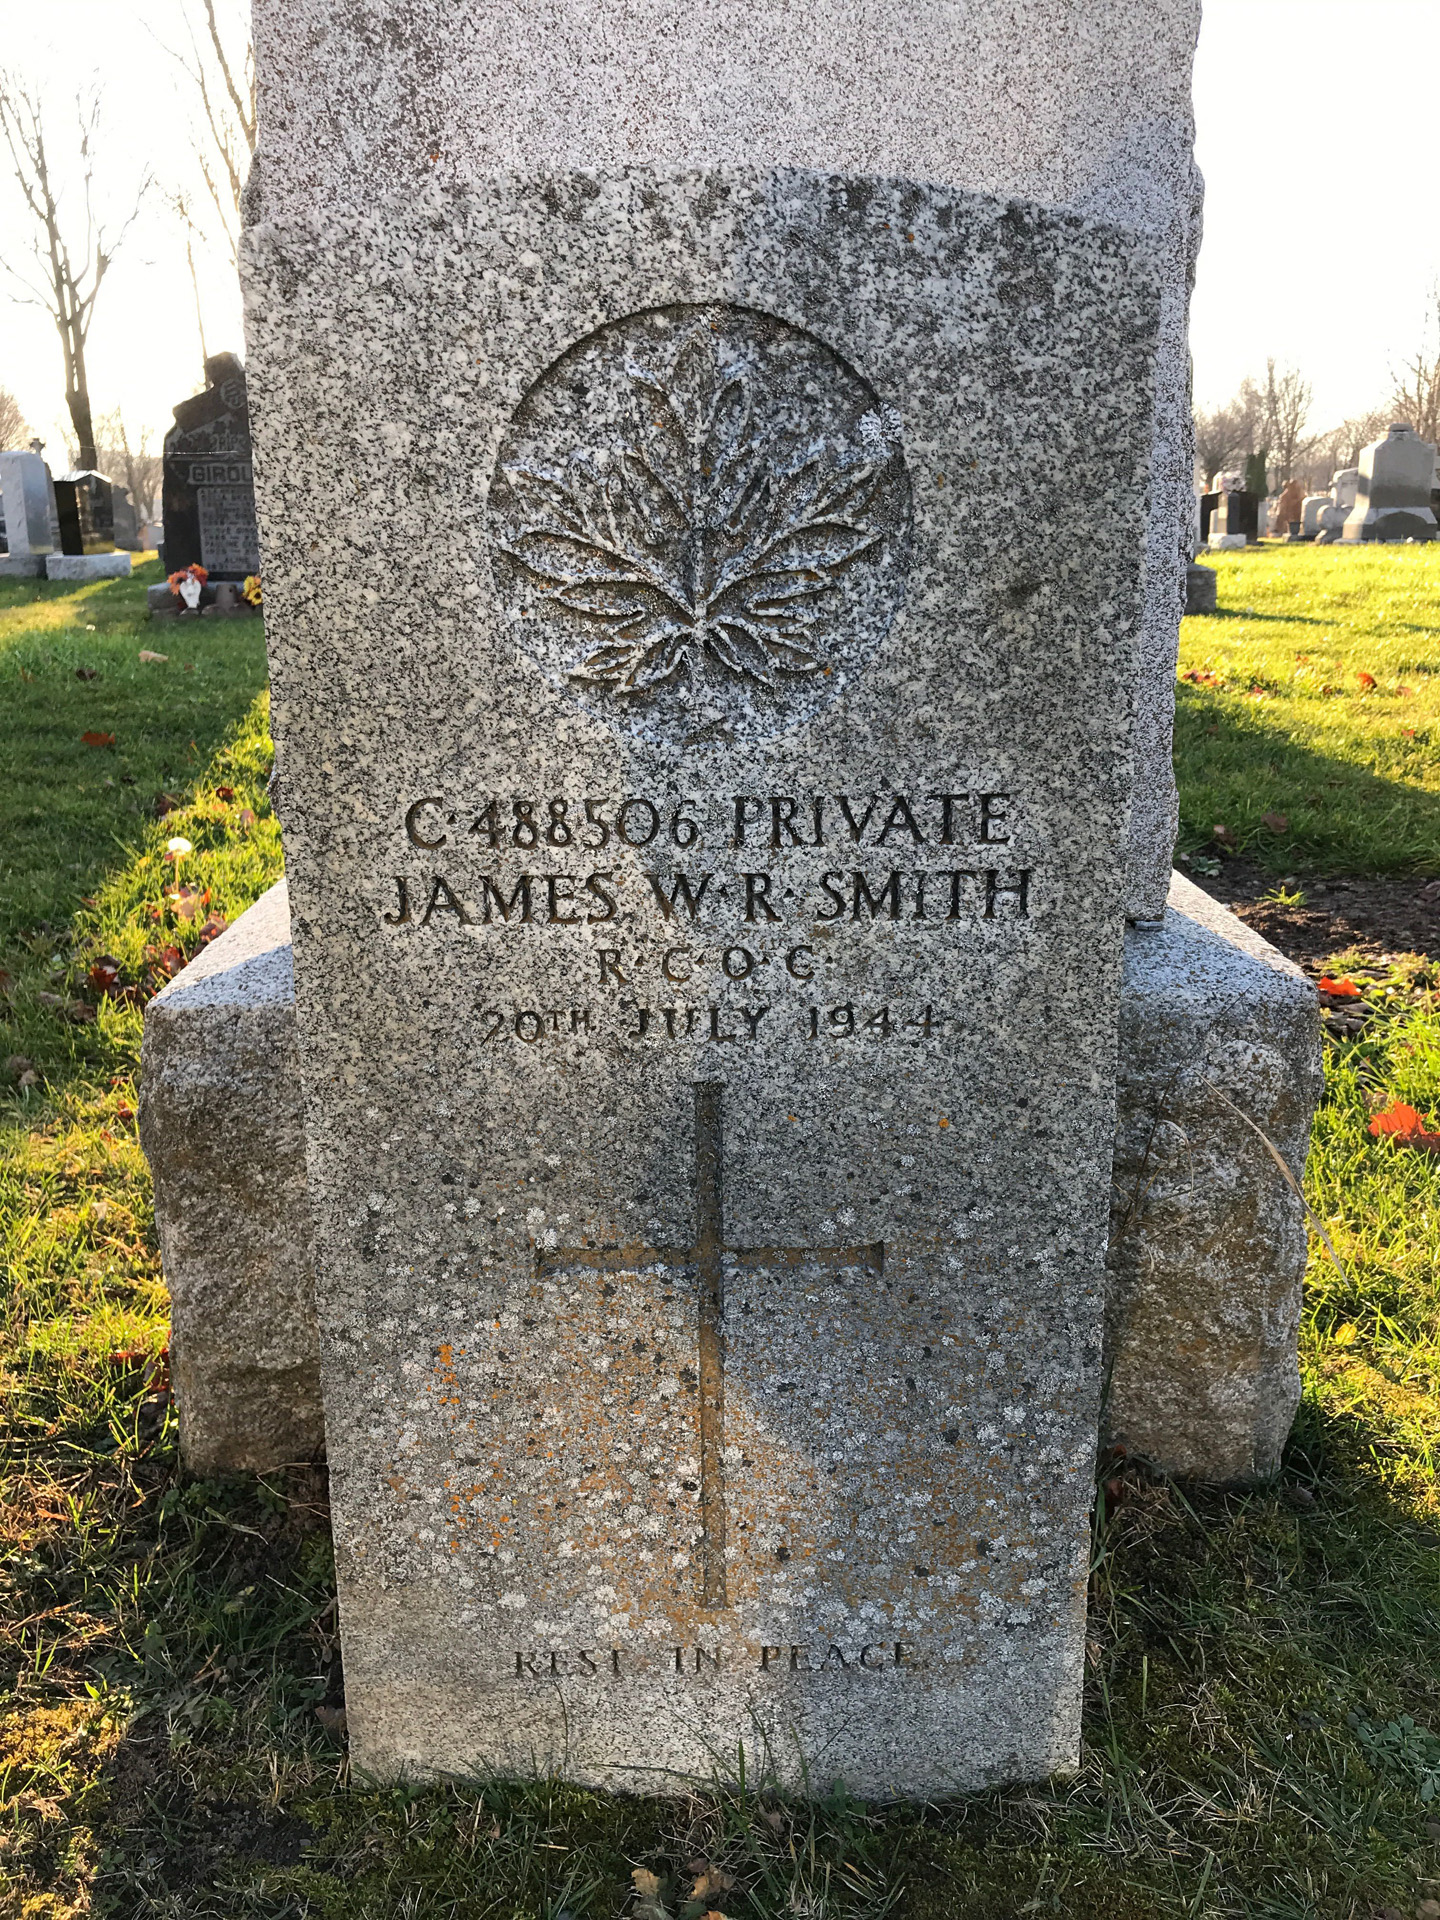 C·488506 PRIVATE
JAMES W·R·SMITH
R·C·O·C·
20TH JULY 1944
REST IN PEACE